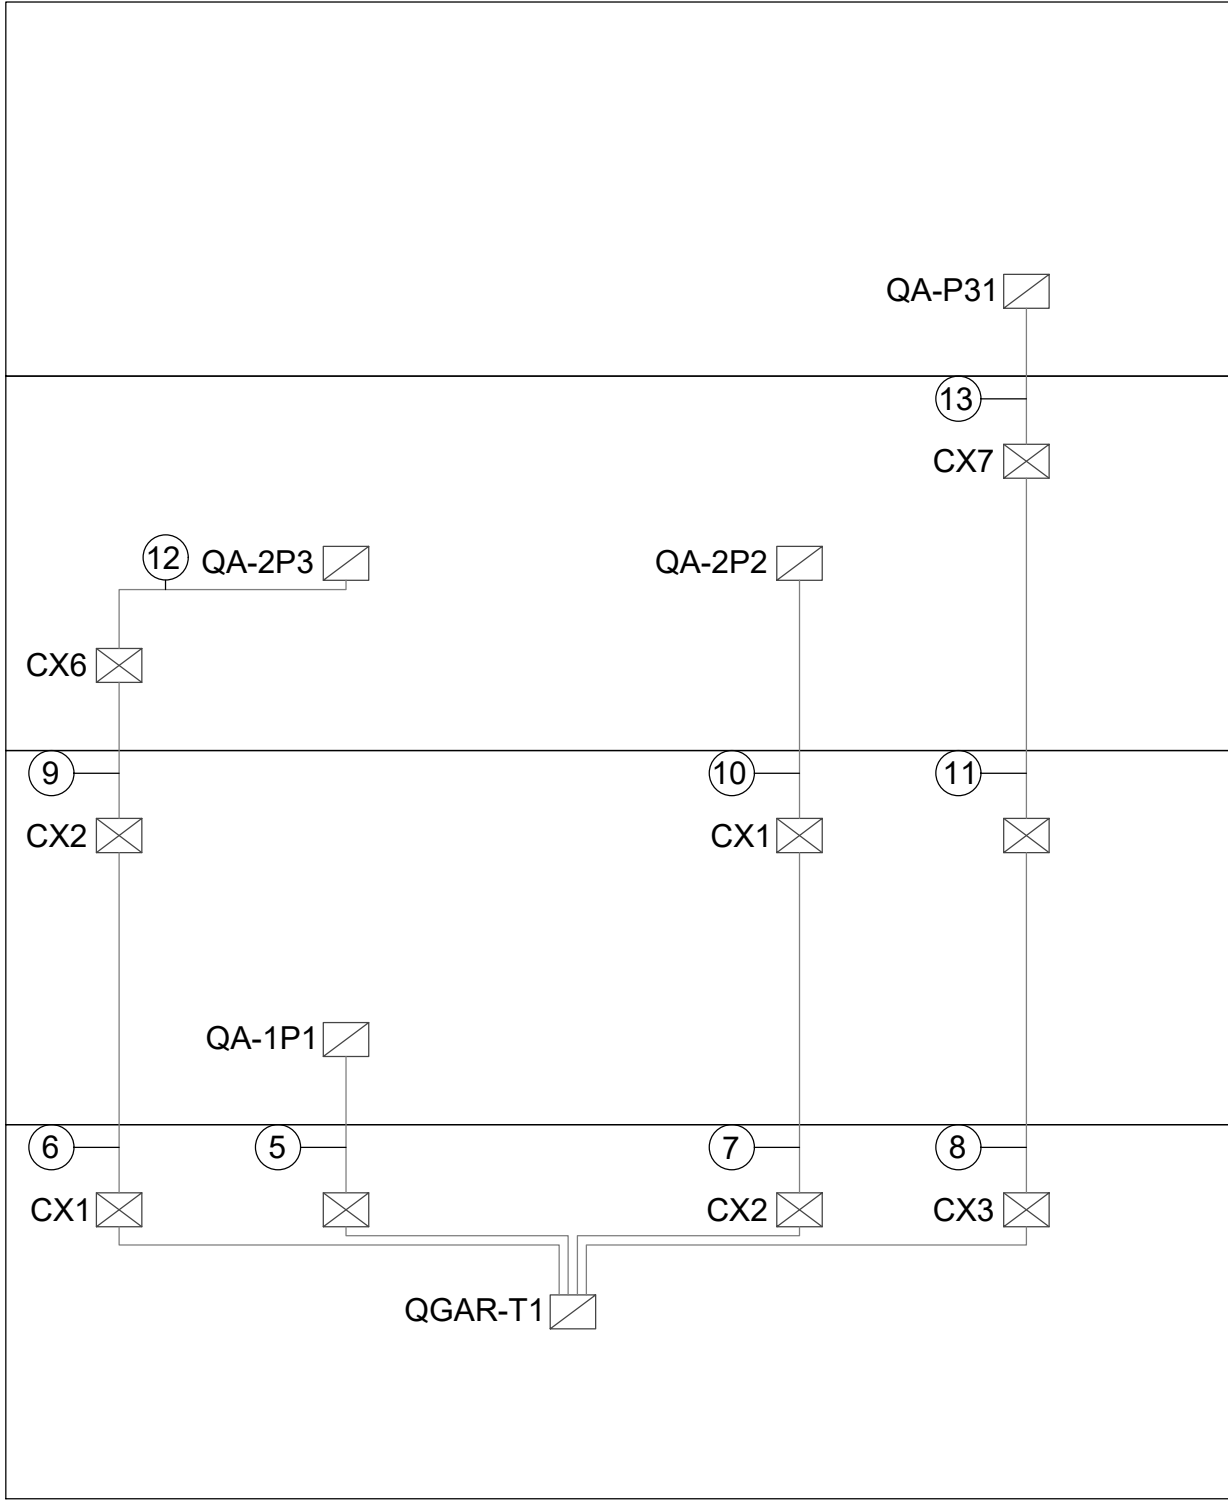 QA-P31
13
CX7
12 QA-2P3
QA-2P2
CX6
9
10
11
CX2
CX1
QA-1P1
6
5
7
8
CX1
CX2
CX3
QGAR-T1